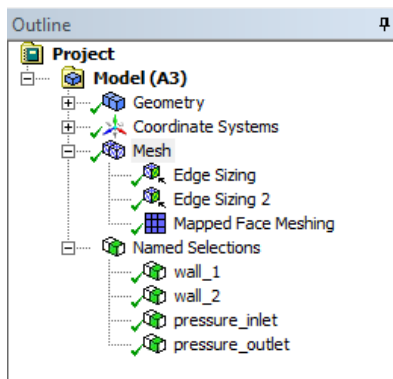 Outline
Project
Model (A3)
Geometry
Coordinate Systems
Mesh
Edge Sizing
Edge Sizing 2
Mapped Face Meshing
Named Selections
wall_1
wall_2
pressure_inlet
pressure_outlet